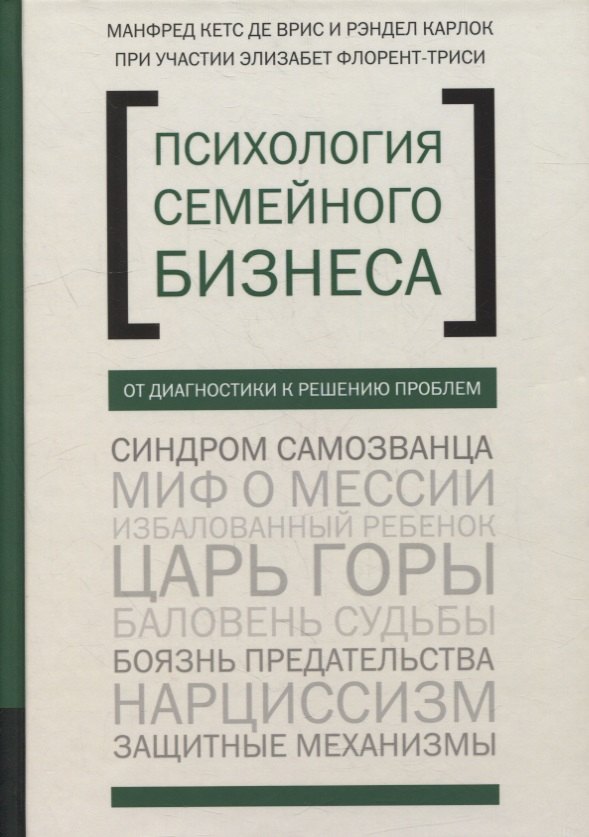 МАНФРЕД КЕТС ДЕ ВРИС И РЭНДЕЛ КАРЛОК
ПРИ УЧАСТИИ ЭЛИЗАБЕТ ФЛОРЕНТ-ТРИСИ
ПСИХОЛОГИЯ
СЕМЕЙНОГО
БИЗНЕСА
ОТ ДИАГНОСТИКИ К РЕШЕНИЮ ПРОБЛЕМ
СИНДРОМ САМОЗВАНЦА
МИФ О МЕССИИ
ИЗБАЛОВАННЫЙ РЕБЕНОК
ЦАРЬ ГОРЫ
БАЛОВЕНЬ СУДЬБЫ
БОЯЗНЬ ПРЕДАТЕЛЬСТВА
НАРЦИССИЗМ
ЗАЩИТНЫЕ МЕХАНИЗМЫ